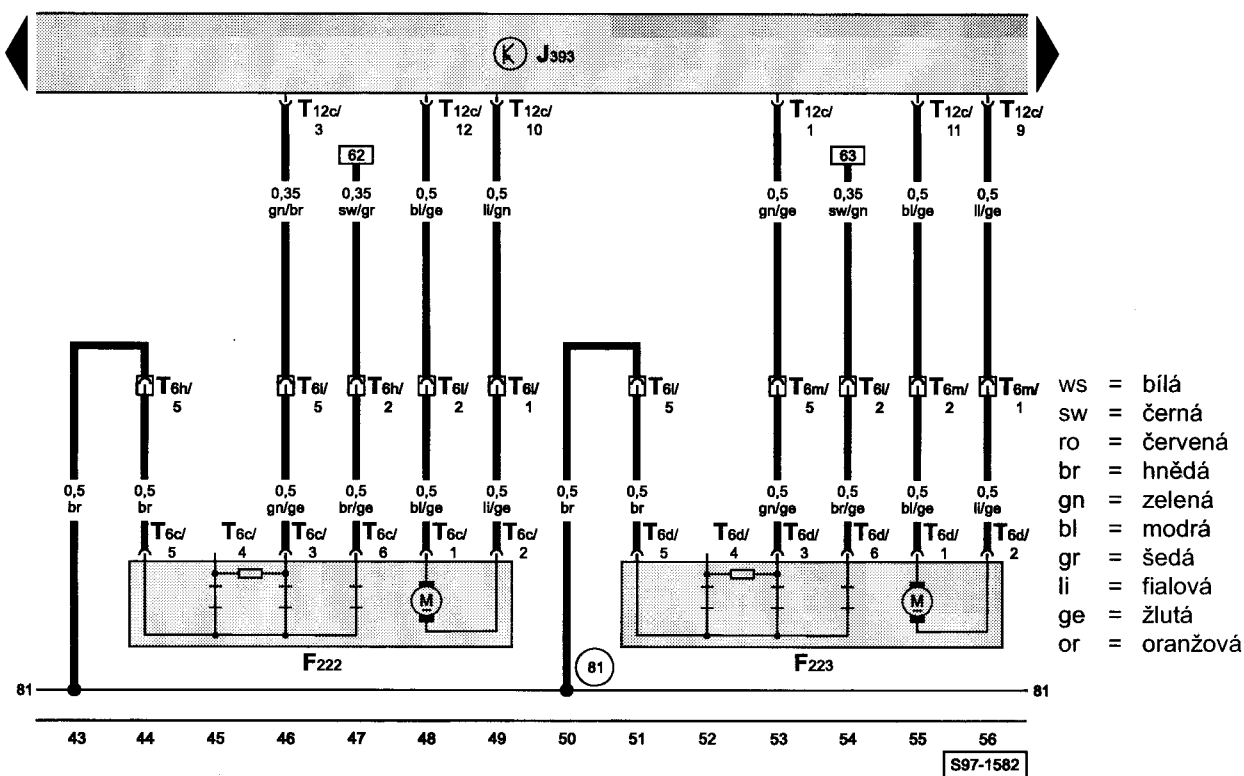 K J393
T12c/ T12c/ T12c/ T12c/ T12c/ T12c/
3 12 10 1 11 9
62 63
0,35 0,35 0,5 0,5 0,5 0,35 0,5 0,5
gn/br sw/gr bl/ge li/gn gn/ge sw/gn bl/ge li/ge
T6h/ T6i/ T6h/ T6i/ T6i/ T6l/ T6m/ T6l/ T6m/ T6m/
5 5 2 2 1 5 5 2 2 1
0,5 0,5 0,5 0,5 0,5 0,5 0,5 0,5 0,5 0,5 0,5 0,5
br br gn/ge br/ge bl/ge li/ge br br gn/ge br/ge bl/ge li/ge
T6c/ T6c/ T6c/ T6c/ T6c/ T6c/ T6d/ T6d/ T6d/ T6d/ T6d/ T6d/
5 4 3 6 1 2 5 4 3 6 1 2
M M
F222 F223
81
81 81
43 44 45 46 47 48 49 50 51 52 53 54 55 56
S97-1582
ws = bílá
sw = černá
ro = červená
br = hnědá
gn = zelená
bl = modrá
gr = šedá
li = fialová
ge = žlutá
or = oranžová